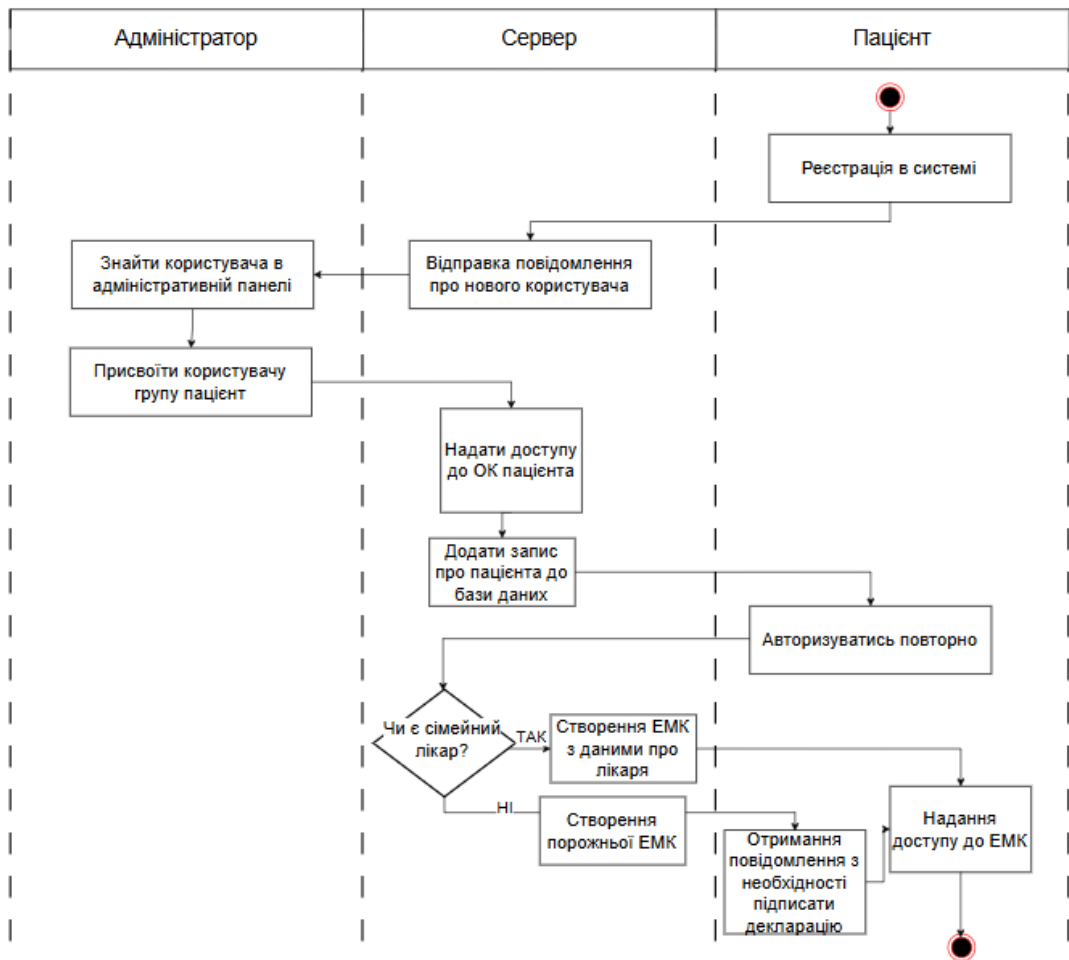 Адміністратор
Сервер
Пацієнт
Реєстрація в системі
Відправка повідомлення
про нового користувача
Знайти користувача в
адміністративній панелі
Присвоїти користувачу
групу пацієнт
Надати доступу
до ОК пацієнта
Додати запис
про пацієнта до
бази даних
Авторизуватись повторно
Чи є сімейний
лікар?
ТАК
Створення ЕМК
з даними про
лікаря
НІ
Створення
порожньої ЕМК
Отримання
повідомлення з
необхідності
підписати
декларацію
Надання
доступу до ЕМК